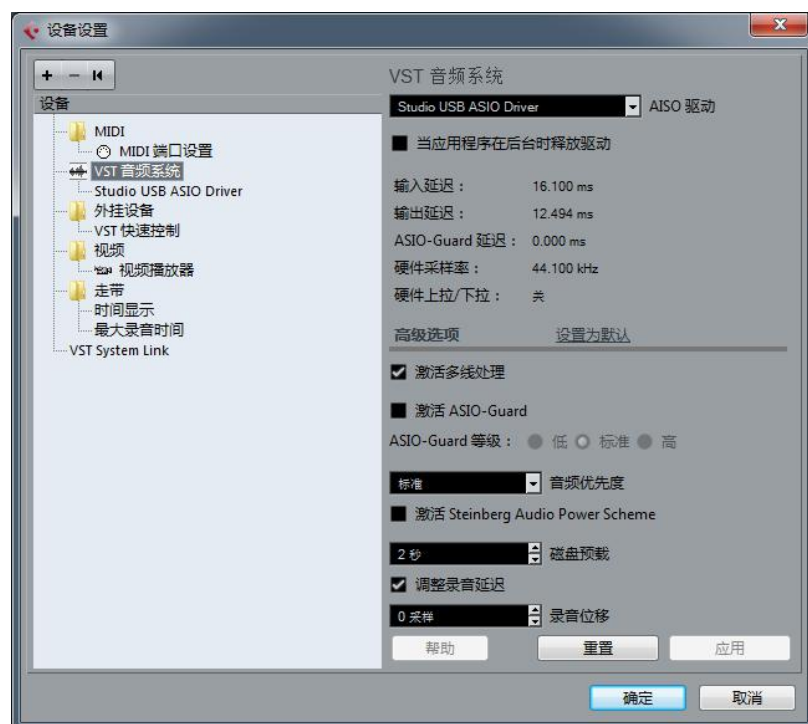 设备设置
设备
MIDI
MIDI 端口设置
VST 音频系统
Studio USB ASIO Driver
外挂设备
VST 快速控制
视频
视频播放器
走带
时间显示
最大录音时间
VST System Link
VST 音频系统
Studio USB ASIO Driver AISO 驱动
当应用程序在后台时释放驱动
输入延迟： 16.100 ms
输出延迟： 12.494 ms
ASIO-Guard 延迟： 0.000 ms
硬件采样率： 44.100 kHz
硬件上拉/下拉： 关
高级选项 设置为默认
激活多线处理
激活 ASIO-Guard
ASIO-Guard 等级： 低 标准 高
标准 音频优先度
激活 Steinberg Audio Power Scheme
2 秒 磁盘预载
调整录音延迟
0 采样 录音位移
帮助 重置 应用
确定 取消